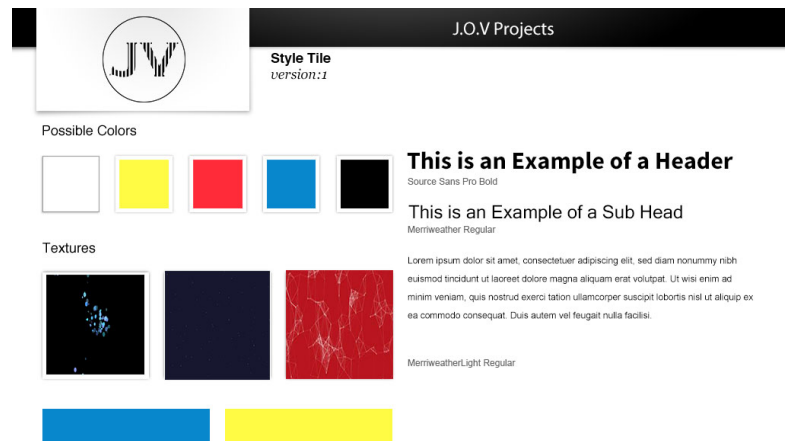 J.O.V Projects
JV
Style Tile
version:1
Possible Colors
This is an Example of a Header
Source Sans Pro Bold
This is an Example of a Sub Head
Merriweather Regular
Textures
Lorem ipsum dolor sit amet, consectetuer adipiscing elit, sed diam nonummy nibh
euismod tincidunt ut laoreet dolore magna aliquam erat volutpat. Ut wisi enim ad
minim veniam, quis nostrud exerci tation ullamcorper suscipit lobortis nisl ut aliquip ex
ea commodo consequat. Duis autem vel feugait nulla facilisi.
MerriweatherLight Regular